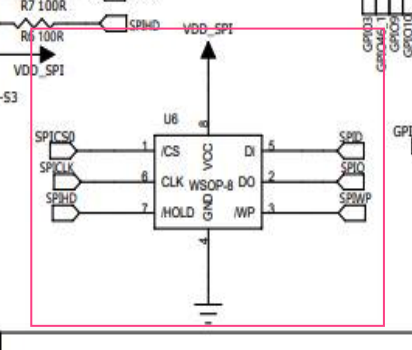 R7 100R
SPIHD
R6 100R
VDD_SPI
VDD_SPI
-S3
GPIO3
GPIO46_1
GPIO9
GPIO10
U6
8
SPICS0 1 /CS VCC DI 5 SPID
SPICLK 6 CLK WSOP-8 DO 2 SPIQ
SPIHD 7 /HOLD GND /WP 3 SPIWP
4
GPI